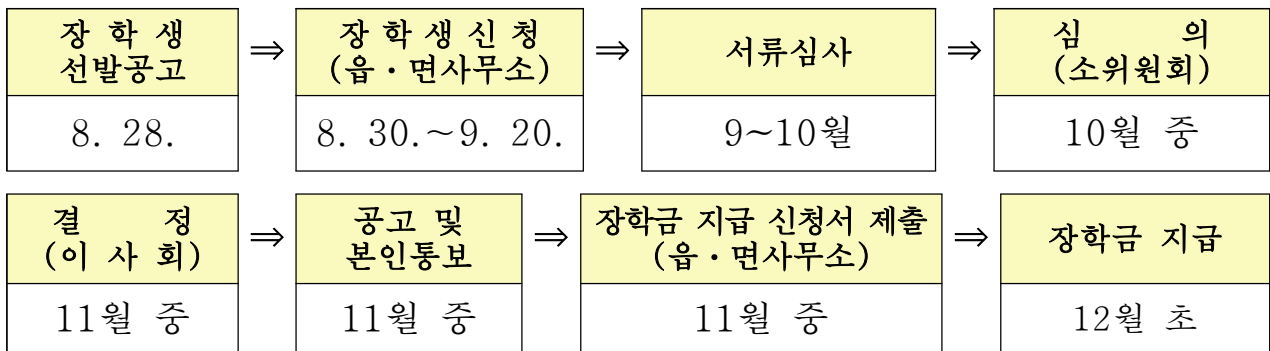 장 학 생 ⇒ 장 학 생 신 청 ⇒ 서류심사 ⇒ 심 의
선발공고 (읍·면사무소) (소위원회)
8. 28. 8. 30.~9. 20. 9~10월 10월 중
결 정 ⇒ 공고 및 ⇒ 장학금 지급 신청서 제출 ⇒ 장학금 지급
(이 사 회) 본인통보 (읍·면사무소)
11월 중 11월 중 11월 중 12월 초